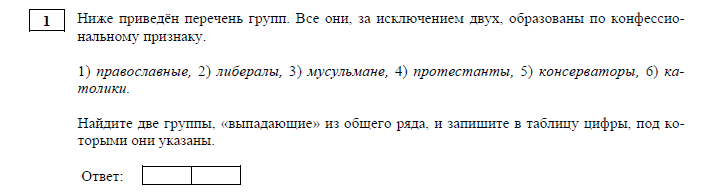 1 Ниже приведён перечень групп. Все они, за исключением двух, образованы по конфессио-
нальному признаку.
1) православные, 2) либералы, 3) мусульмане, 4) протестанты, 5) консерваторы, 6) ка-
толики.
Найдите две группы, «выпадающие» из общего ряда, и запишите в таблицу цифры, под ко-
торыми они указаны.
Ответ: